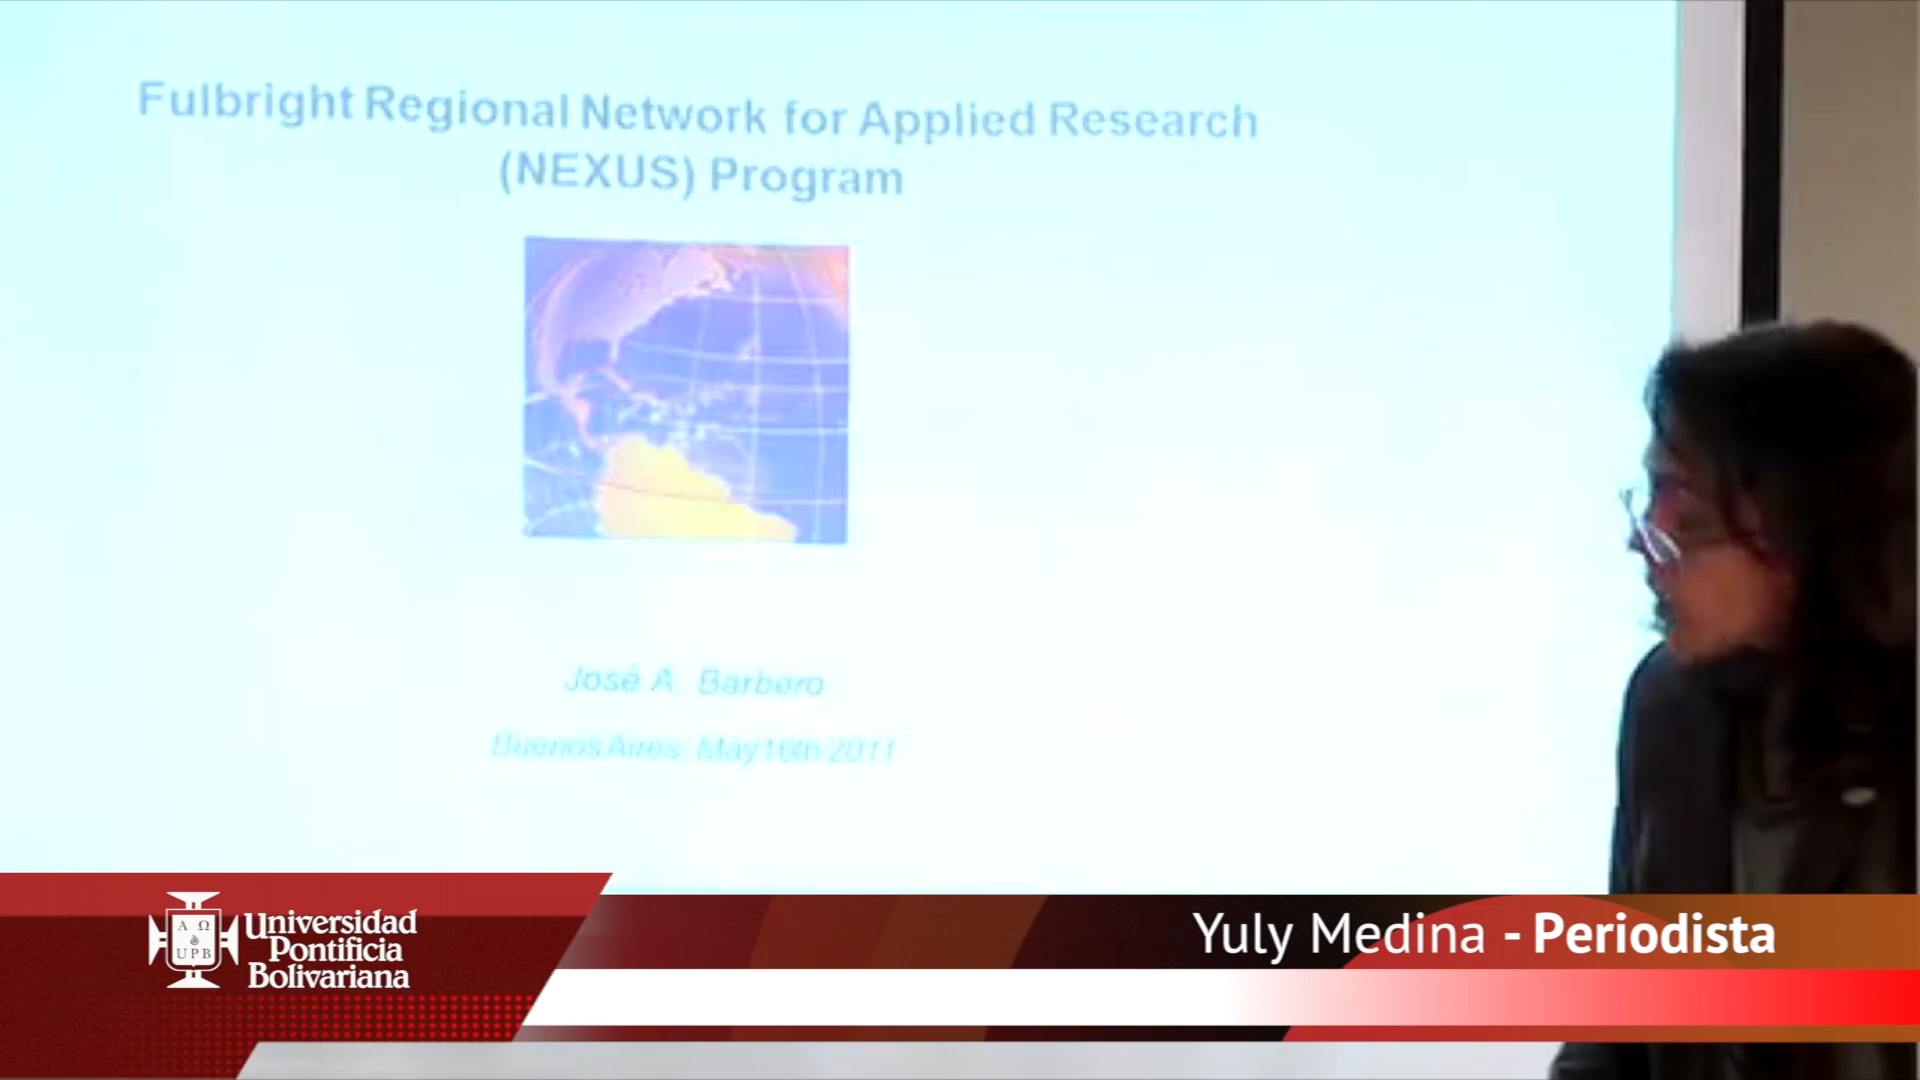 Fulbright Regional Network for Applied Research
(NEXUS) Program
José A. Barbero
Buenos Aires, May 16th 2011
Α Ω
UPB
Universidad
Pontificia
Bolivariana
Yuly Medina - Periodista